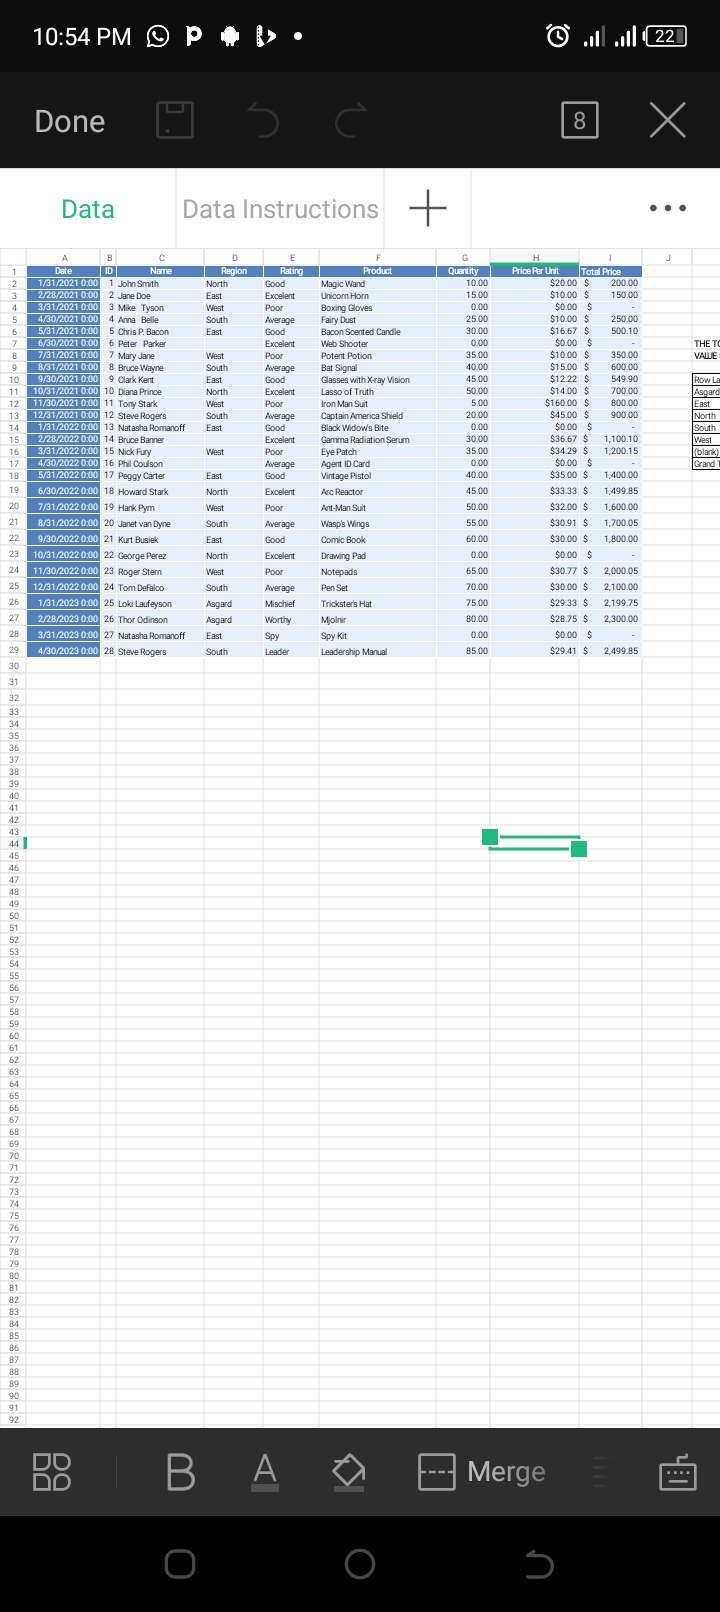 10:54 PM 22
Done 8
Data Data Instructions
A B C D E F G H I J
1 Date ID Name Region Rating Product Quantity Price Per Unit Total Price
2 1/31/2021 0:00 1 John Smith North Good Magic Wand 10.00 $20.00 $ 200.00
3 2/28/2021 0:00 2 Jane Doe East Excelent Unicorn Horn 15.00 $10.00 $ 150.00
4 3/31/2021 0:00 3 Mike Tyson West Poor Boxing Gloves 0.00 $0.00 $ -
5 4/30/2021 0:00 4 Anna Belle South Average Fairy Dust 25.00 $10.00 $ 250.00
6 5/31/2021 0:00 5 Chris P. Bacon East Good Bacon Scented Candle 30.00 $16.67 $ 500.10
7 6/30/2021 0:00 6 Peter Parker Excelent Web Shooter 0.00 $0.00 $ - THE TO
8 7/31/2021 0:00 7 Mary Jane West Poor Potent Potion 35.00 $10.00 $ 350.00 VALUE
9 8/31/2021 0:00 8 Bruce Wayne South Average Bat Signal 40.00 $15.00 $ 600.00
10 9/30/2021 0:00 9 Clark Kent East Good Glasses with X-ray Vision 45.00 $12.22 $ 549.90 Row La
11 10/31/2021 0:00 10 Diana Prince North Excelent Lasso of Truth 50.00 $14.00 $ 700.00 Asgard
12 11/30/2021 0:00 11 Tony Stark West Poor Iron Man Suit 5.00 $160.00 $ 800.00 East
13 12/31/2021 0:00 12 Steve Rogers South Average Captain America Shield 20.00 $45.00 $ 900.00 North
14 1/31/2022 0:00 13 Natasha Romanoff East Good Black Widow's Bite 0.00 $0.00 $ - South
15 2/28/2022 0:00 14 Bruce Banner Excelent Gamma Radiation Serum 30.00 $36.67 $ 1,100.10 West
16 3/31/2022 0:00 15 Nick Fury West Poor Eye Patch 35.00 $34.29 $ 1,200.15 (blank)
17 4/30/2022 0:00 16 Phil Coulson Average Agent ID Card 0.00 $0.00 $ - Grand T
18 5/31/2022 0:00 17 Peggy Carter East Good Vintage Pistol 40.00 $35.00 $ 1,400.00
19 6/30/2022 0:00 18 Howard Stark North Excelent Arc Reactor 45.00 $33.33 $ 1,499.85
20 7/31/2022 0:00 19 Hank Pym West Poor Ant-Man Suit 50.00 $32.00 $ 1,600.00
21 8/31/2022 0:00 20 Janet van Dyne South Average Wasp's Wings 55.00 $30.91 $ 1,700.05
22 9/30/2022 0:00 21 Kurt Busiek East Good Comic Book 60.00 $30.00 $ 1,800.00
23 10/31/2022 0:00 22 George Perez North Excelent Drawing Pad 0.00 $0.00 $ -
24 11/30/2022 0:00 23 Roger Stern West Poor Notepads 65.00 $30.77 $ 2,000.05
25 12/31/2022 0:00 24 Tom DeFalco South Average Pen Set 70.00 $30.00 $ 2,100.00
26 1/31/2023 0:00 25 Loki Laufeyson Asgard Mischief Trickster's Hat 75.00 $29.33 $ 2,199.75
27 2/28/2023 0:00 26 Thor Odinson Asgard Worthy Mjolnir 80.00 $28.75 $ 2,300.00
28 3/31/2023 0:00 27 Natasha Romanoff East Spy Spy Kit 0.00 $0.00 $ -
29 4/30/2023 0:00 28 Steve Rogers South Leader Leadership Manual 85.00 $29.41 $ 2,499.85
30
31
32
33
34
35
36
37
38
39
40
41
42
43
44
45
46
47
48
49
50
51
52
53
54
55
56
57
58
59
60
61
62
63
64
65
66
67
68
69
70
71
72
73
74
75
76
77
78
79
80
81
82
83
84
85
86
87
88
89
90
91
92
B A Merge